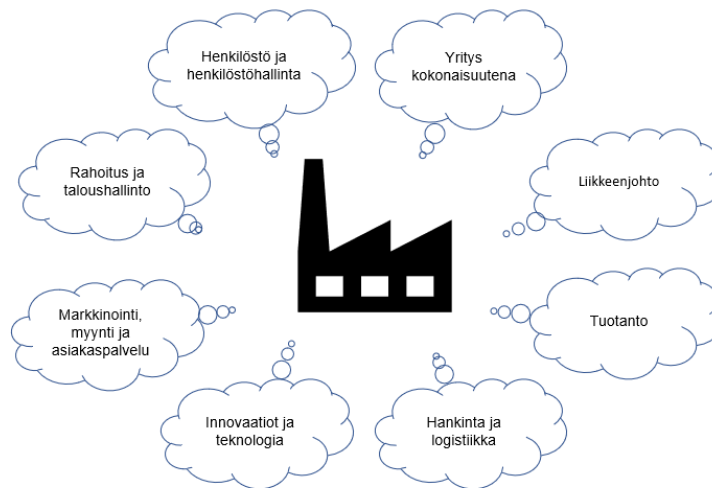 Henkilöstö ja
henkilöstöhallinta
Yritys
kokonaisuutena
Rahoitus ja
taloushallinto
Liikkeenjohto
Markkinointi,
myynti ja
asiakaspalvelu
Tuotanto
Innovaatiot ja
teknologia
Hankinta ja
logistiikka